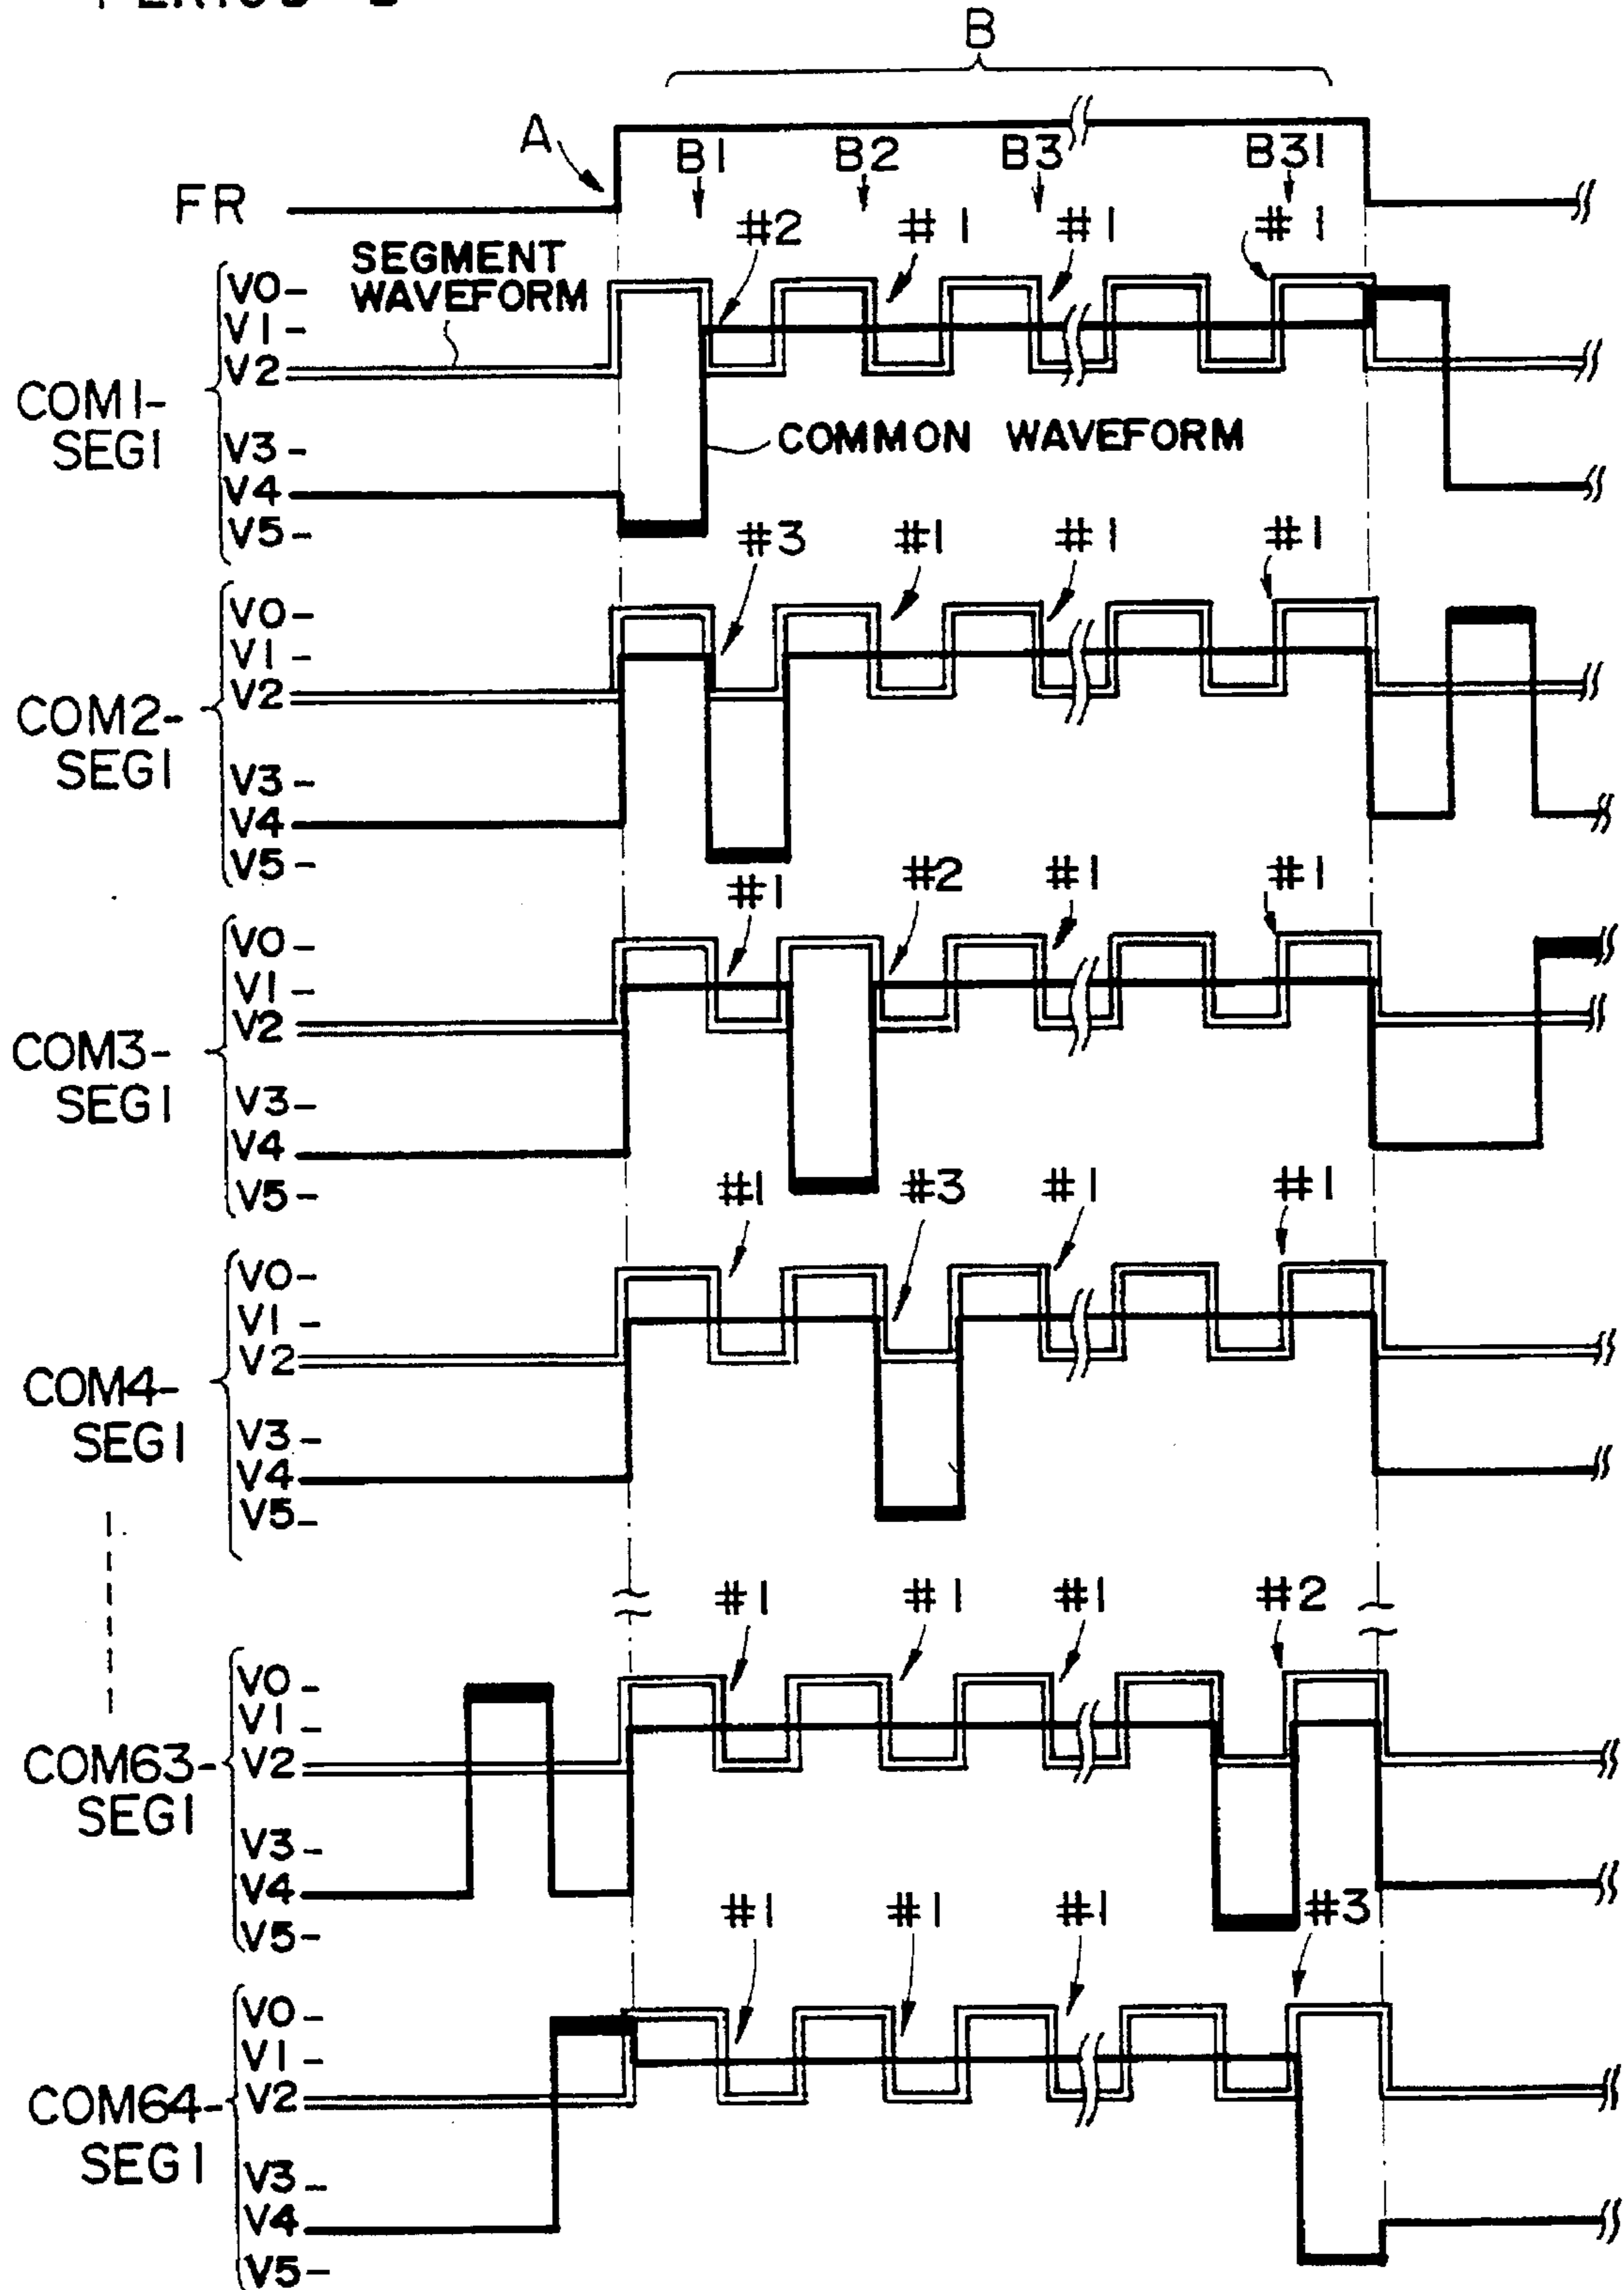 B
A
B1 B2 B3 B31
FR
#2 #1 #1 #1
SEGMENT
WAVEFORM
V0-
V1-
V2
COM1-
SEG1
V3-
V4
V5-
COMMON WAVEFORM
#3 #1 #1 #1
V0-
V1-
V2
COM2-
SEG1
V3-
V4
V5-
#1 #2 #1 #1
V0-
V1-
V2
COM3-
SEG1
V3-
V4
V5-
#1 #3 #1 #1
V0-
V1-
V2
COM4-
SEG1
V3-
V4
V5-
#1 #1 #1 #2
V0-
V1-
V2
COM63-
SEG1
V3-
V4
V5-
#1 #1 #1 #3
V0-
V1-
V2
COM64-
SEG1
V3-
V4
V5-